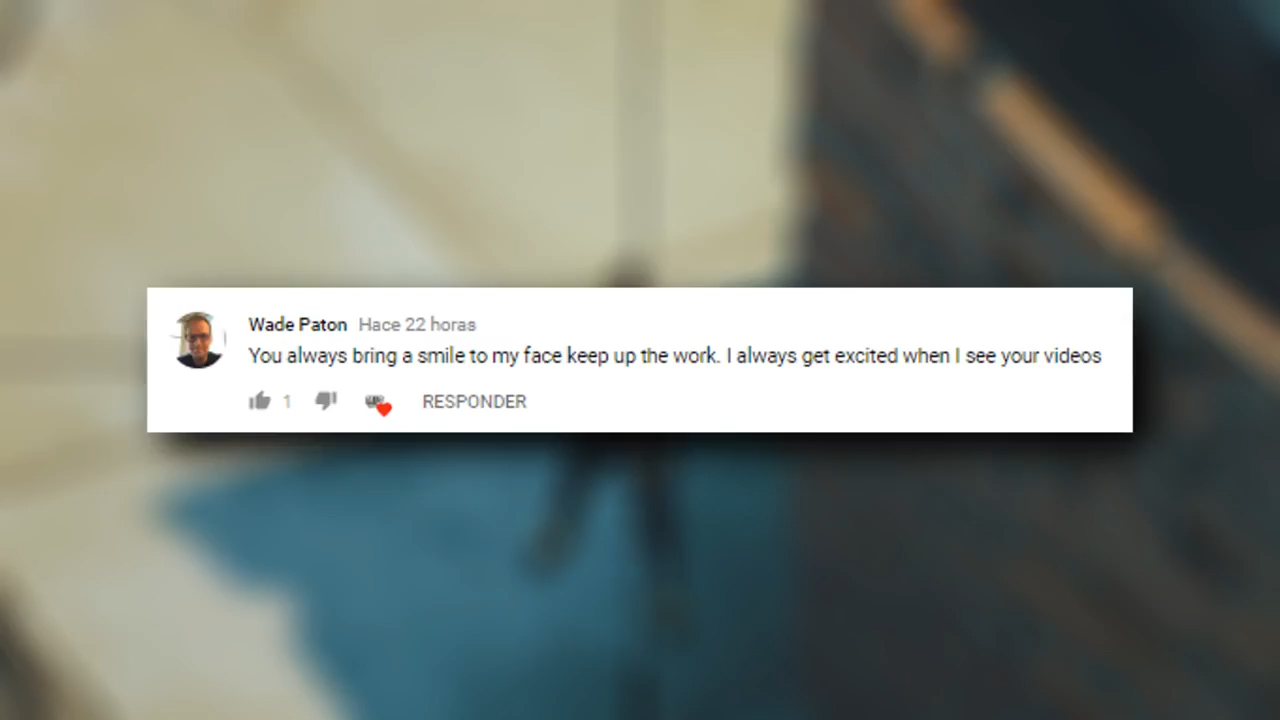 Wade Paton Hace 22 horas
You always bring a smile to my face keep up the work. I always get excited when I see your videos
1 RESPONDER